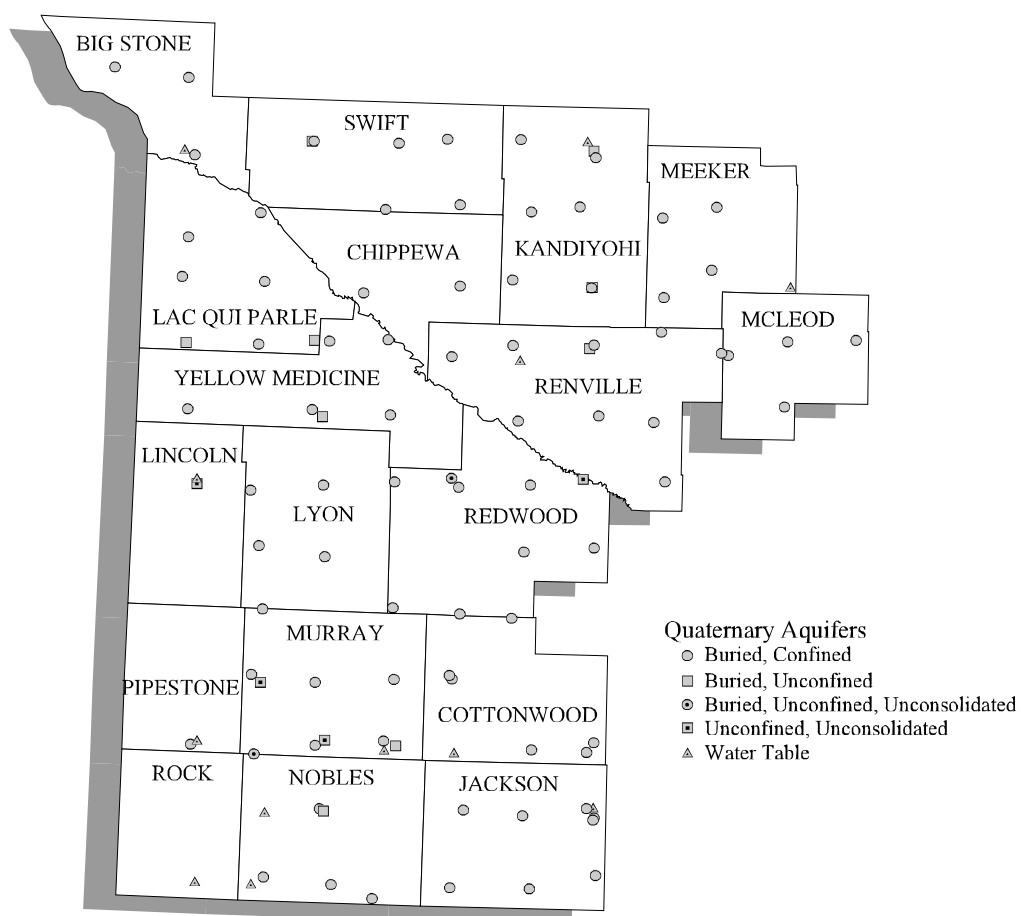 BIG STONE
SWIFT
MEEKER
KANDIYOHI
CHIPPEWA
LAC QUI PARLE
MCLEOD
YELLOW MEDICINE
RENVILLE
LINCOLN
LYON
REDWOOD
MURRAY
PIPESTONE
COTTONWOOD
ROCK
NOBLES
JACKSON
Quaternary Aquifers
Buried, Confined
Buried, Unconfined
Buried, Unconfined, Unconsolidated
Unconfined, Unconsolidated
Water Table